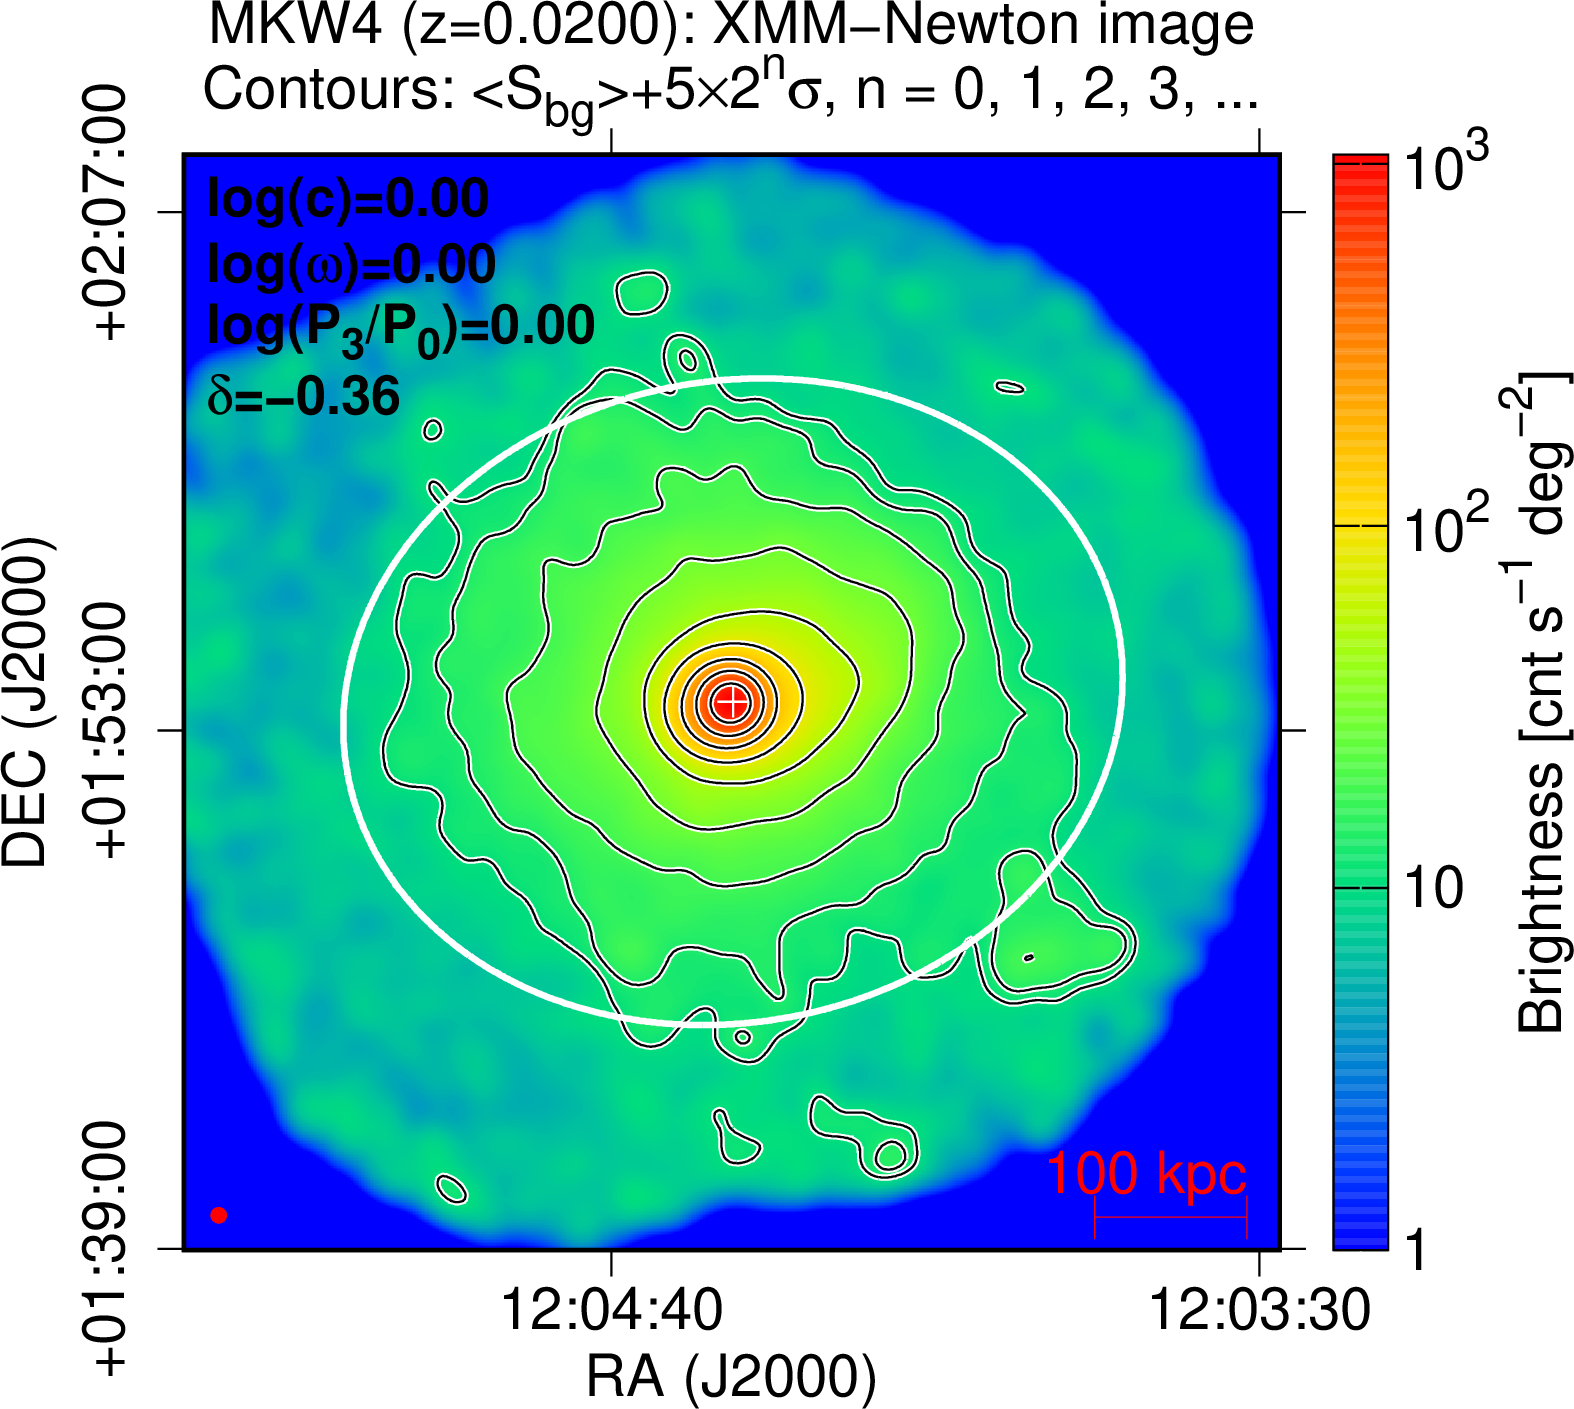 MKW4 (z=0.0200): XMM−Newton image
Contours: <S_bg>+5×2^n σ, n = 0, 1, 2, 3, ...
log(c)=0.00
log(ω)=0.00
log(P_3/P_0)=0.00
δ=−0.36
+02:07:00
+01:53:00
+01:39:00
DEC (J2000)
100 kpc
12:04:40
12:03:30
RA (J2000)
10^3
10^2
10
1
Brightness [cnt s^−1 deg^−2]